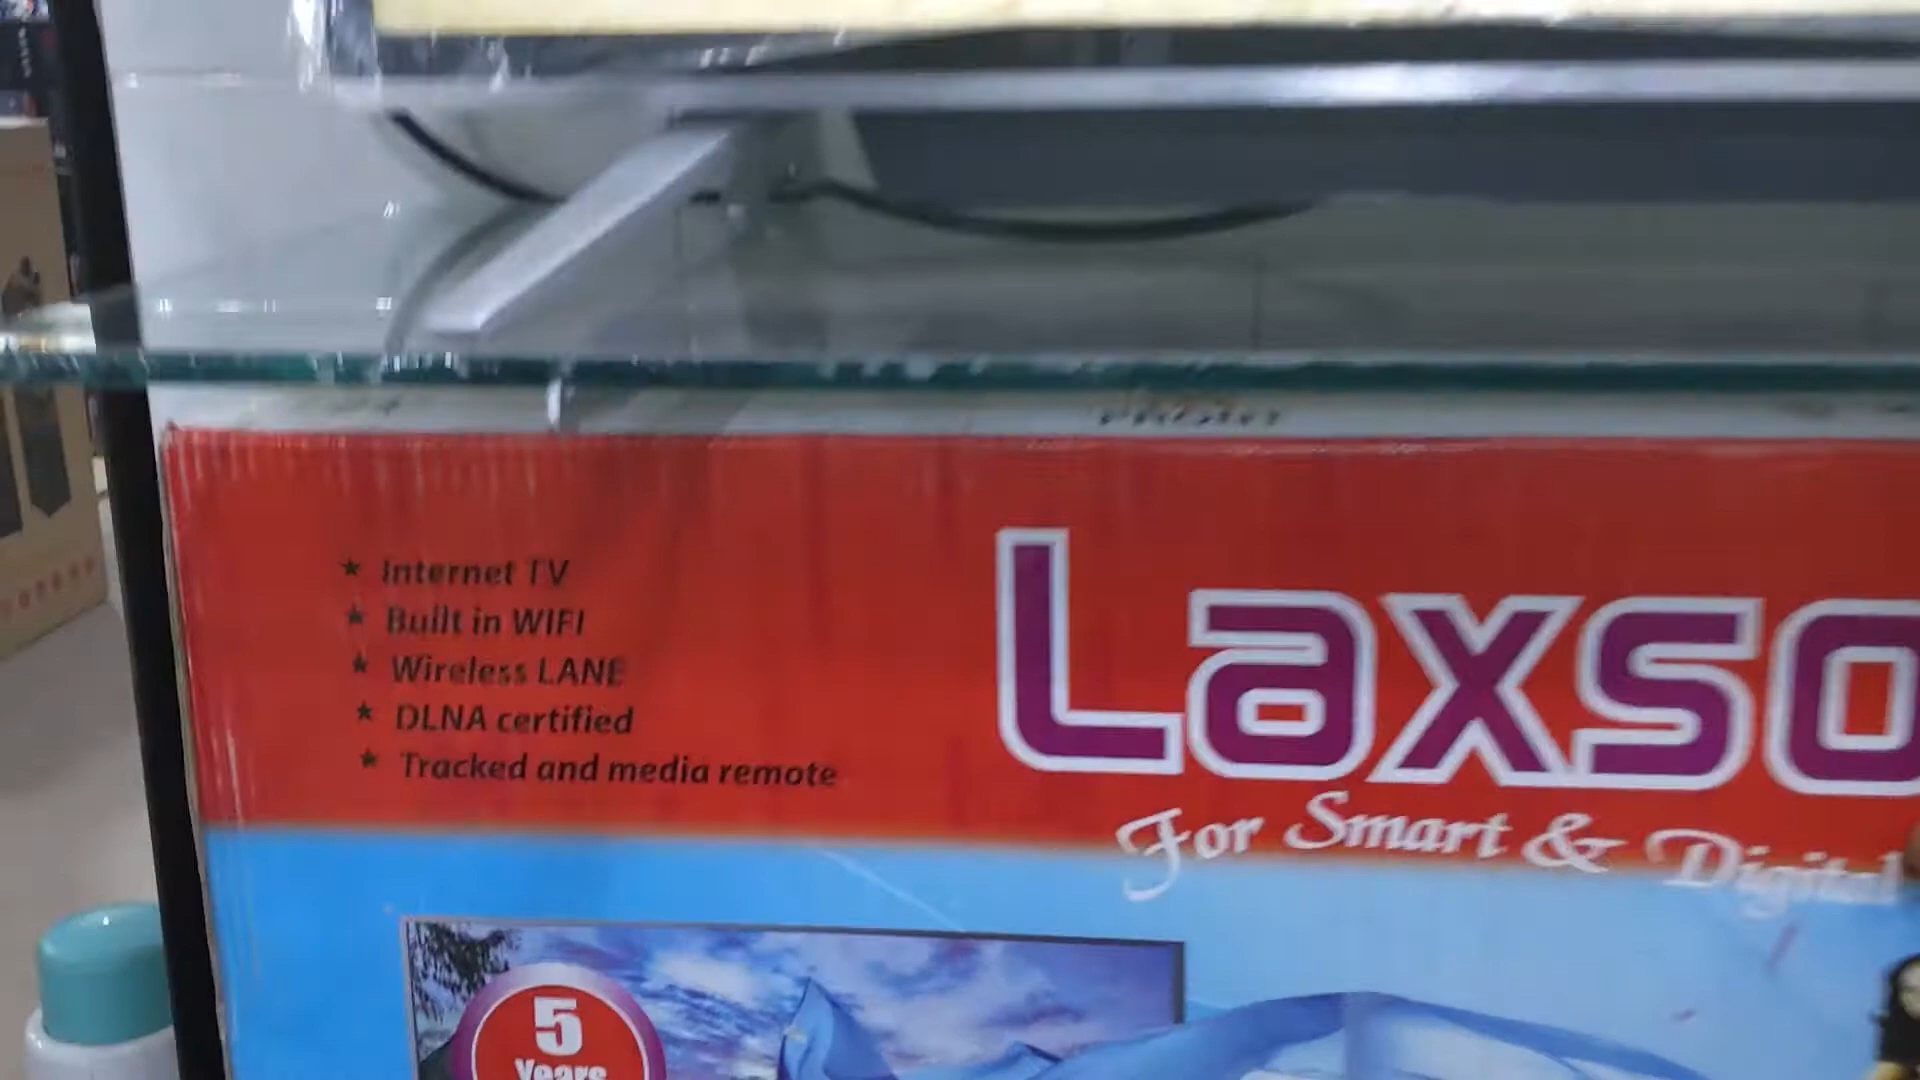 ★ Internet TV
★ Built in WIFI
★ Wireless LANE
★ DLNA certified
★ Tracked and media remote
Laxso
For Smart & Digital
5
Years